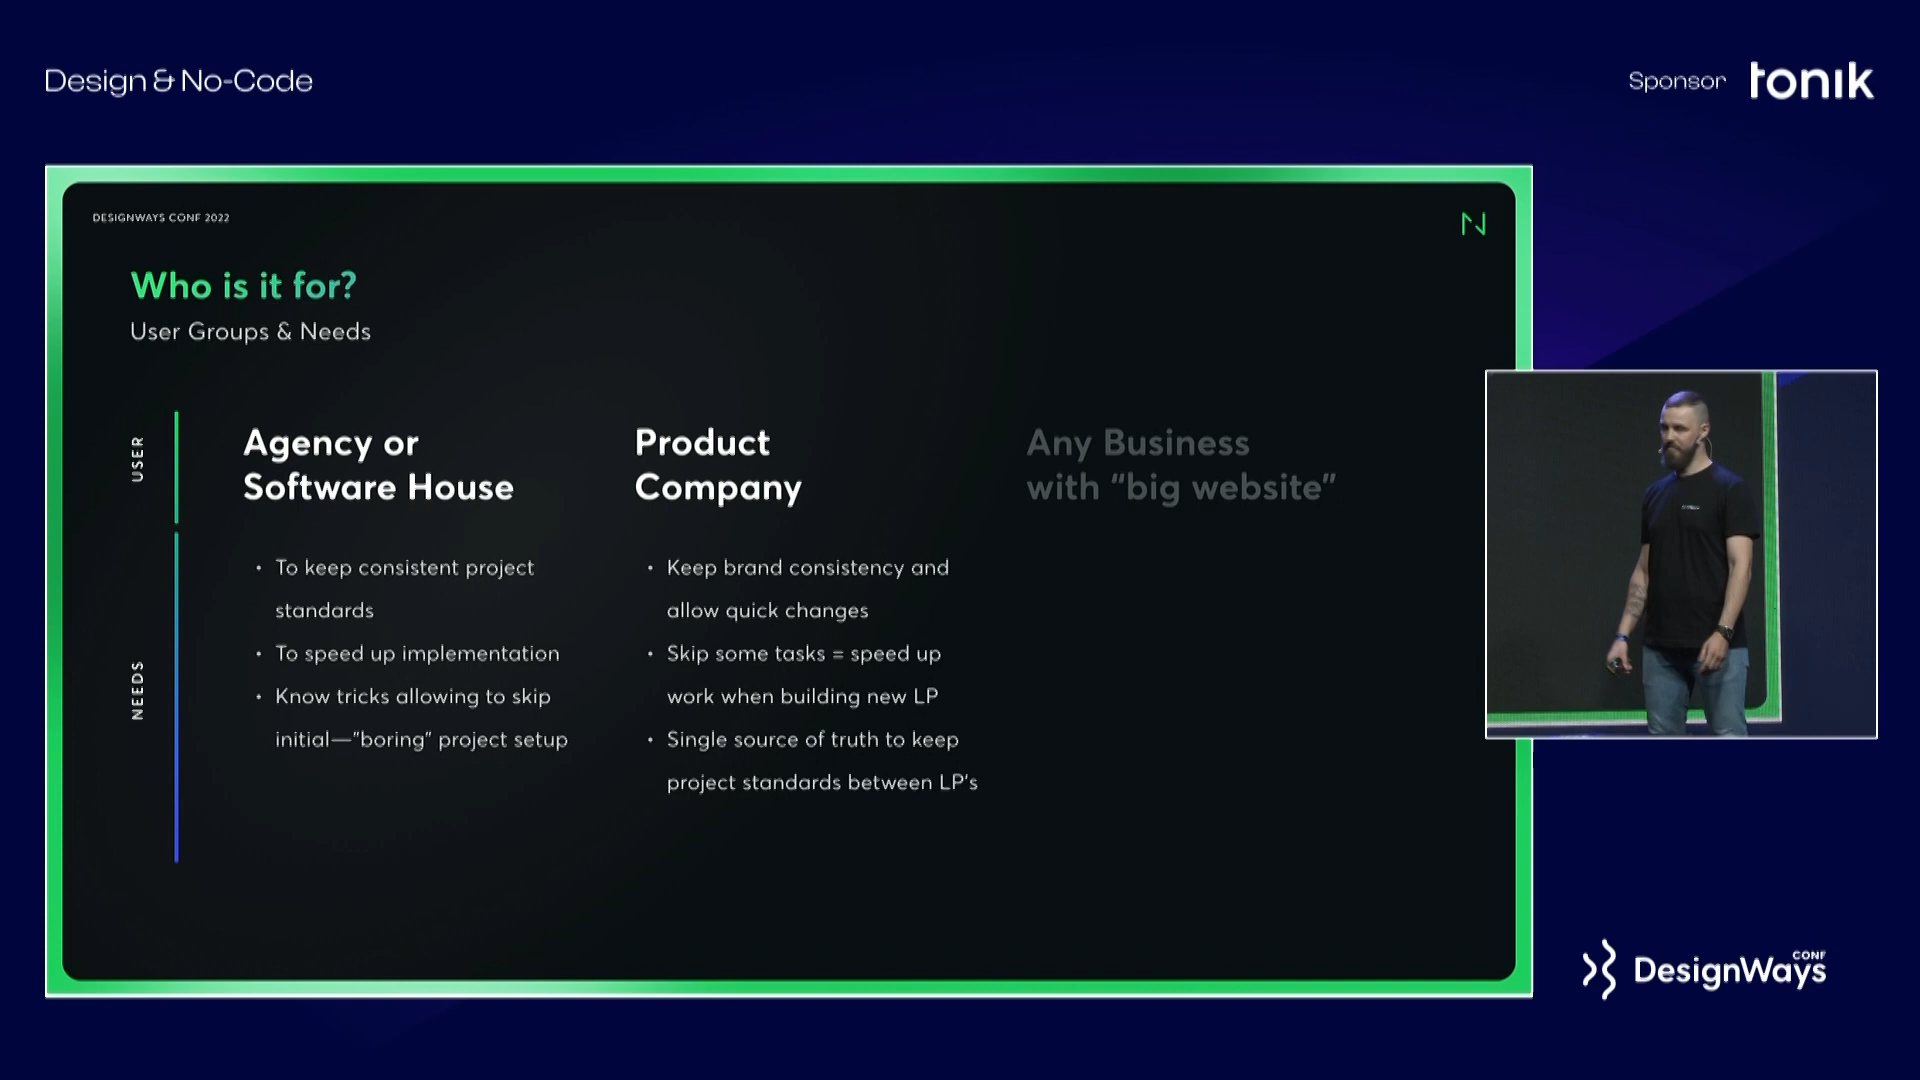 Design & No-Code
Sponsor tonik
DESIGNWAYS CONF 2022
Who is it for?
User Groups & Needs
USER
Agency or
Software House
Product
Company
Any Business
with “big website”
NEEDS
• To keep consistent project
standards
• To speed up implementation
• Know tricks allowing to skip
initial—“boring” project setup
• Keep brand consistency and
allow quick changes
• Skip some tasks = speed up
work when building new LP
• Single source of truth to keep
project standards between LP's
DesignWays CONF